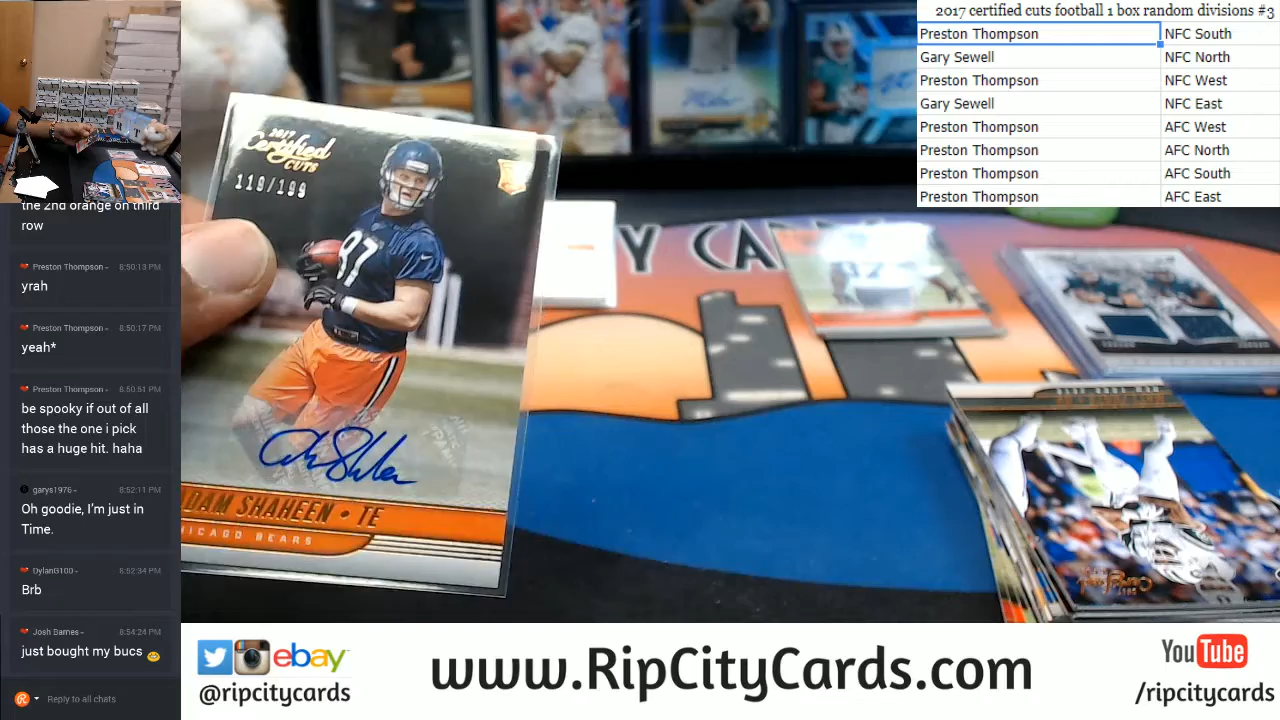 2017 certified cuts football 1 box random divisions #3
Preston Thompson NFC South
Gary Sewell NFC North
Preston Thompson NFC West
Gary Sewell NFC East
Preston Thompson AFC West
Preston Thompson AFC North
Preston Thompson AFC South
Preston Thompson AFC East
the 2nd orange on third
row
Preston Thompson - 8:50:13 PM
yrah
Preston Thompson - 8:50:17 PM
yeah*
Preston Thompson - 8:50:51 PM
be spooky if out of all
those the one i pick
has a huge hit. haha
garys1976 - 8:52:11 PM
Oh goodie, I'm just in
Time.
DylanG100 - 8:52:34 PM
Brb
Josh Barnes - 8:54:24 PM
just bought my bucs
Reply to all chats
2017
Certified
CUTS
119/199
87
DAM SHAHEEN • TE
HICAGO BEARS
Y CAR
ebay
@ripcitycards
www.RipCityCards.com
YouTube
/ripcitycards